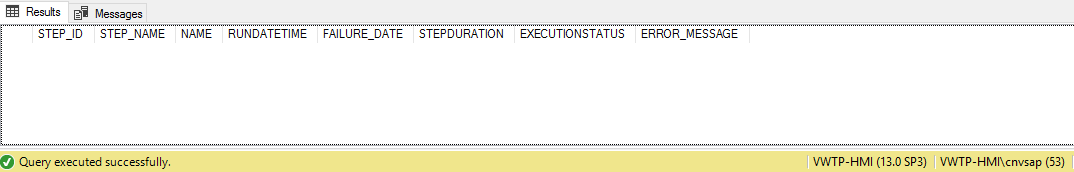 Results Messages
STEP_ID STEP_NAME NAME RUNDATETIME FAILURE_DATE STEPDURATION EXECUTIONSTATUS ERROR_MESSAGE
Query executed successfully. VWTP-HMI (13.0 SP3) VWTP-HMI\cnvsap (53)